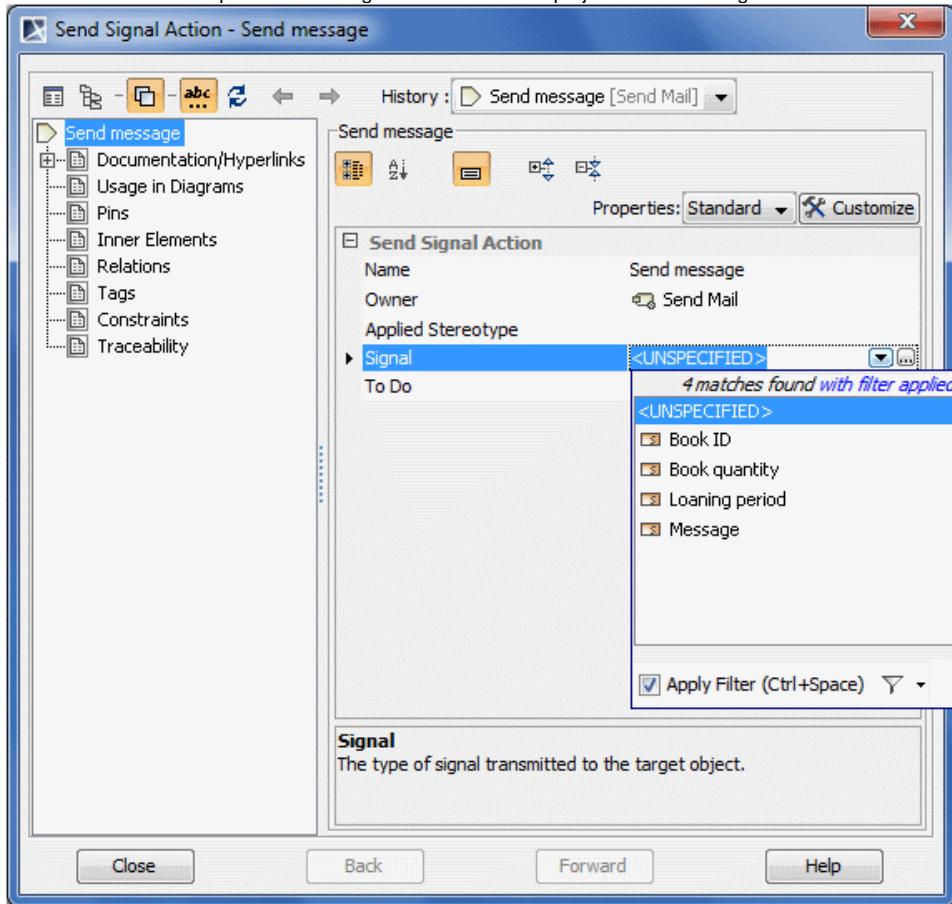 Send Signal Action - Send message
History : Send message [Send Mail]
Send message
Documentation/Hyperlinks
Usage in Diagrams
Pins
Inner Elements
Relations
Tags
Constraints
Traceability
Send message
Properties: Standard Customize
Send Signal Action
Name Send message
Owner Send Mail
Applied Stereotype
Signal <UNSPECIFIED>
To Do
4 matches found with filter applied
<UNSPECIFIED>
Book ID
Book quantity
Loaning period
Message
Apply Filter (Ctrl+Space)
Signal
The type of signal transmitted to the target object.
Close Back Forward Help